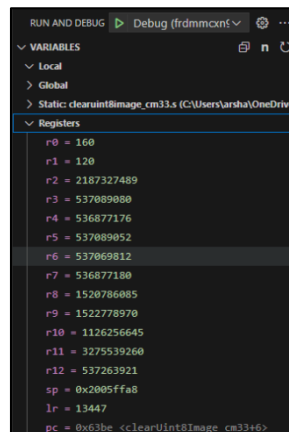 RUN AND DEBUG Debug (frdmmcxn9
VARIABLES
Local
Global
Static: clearuint8image_cm33.s (C:\Users\arsha\OneDriv
Registers
r0 = 160
r1 = 120
r2 = 2187327489
r3 = 537089080
r4 = 536877176
r5 = 537089052
r6 = 537069812
r7 = 536877180
r8 = 1520786085
r9 = 1522778970
r10 = 1126256645
r11 = 3275539260
r12 = 537263921
sp = 0x2005ffa8
lr = 13447
pc = 0x63be <clearUint8Image_cm33+6>